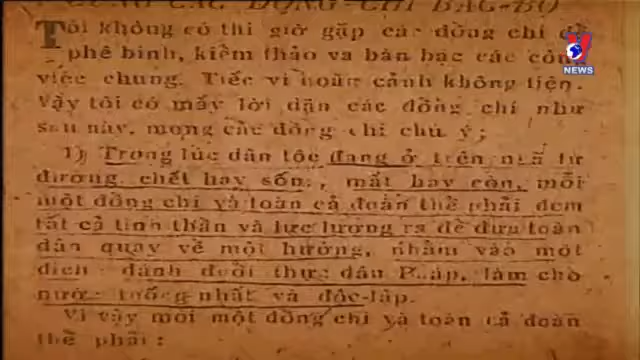 CÙNG CÁC ĐỒNG-CHÍ BẮC-BỘ
Tôi không có thì giờ gặp các đồng chí để
phê bình, kiểm thảo và bàn bạc các công
việc chung. Tiếc vì hoàn cảnh không tiện.
Vậy tôi có mấy lời dặn các đồng chí như
sau này, mong các đồng chí chú ý;
1) Trong lúc dân tộc đang ở trên ngã tư
đường chết hay sống, mất hay còn, mỗi
một đồng chí và toàn cả đoàn thể phải đem
tất cả tinh thần và lực lượng ra để đưa toàn
dân quay về một hướng, nhằm vào một
đích: đánh đuổi thực dân Pháp, làm cho
nước thống nhất và độc-lập.
Vì vậy mỗi một đồng chí và toàn cả đoàn
thể phải:
NEWS